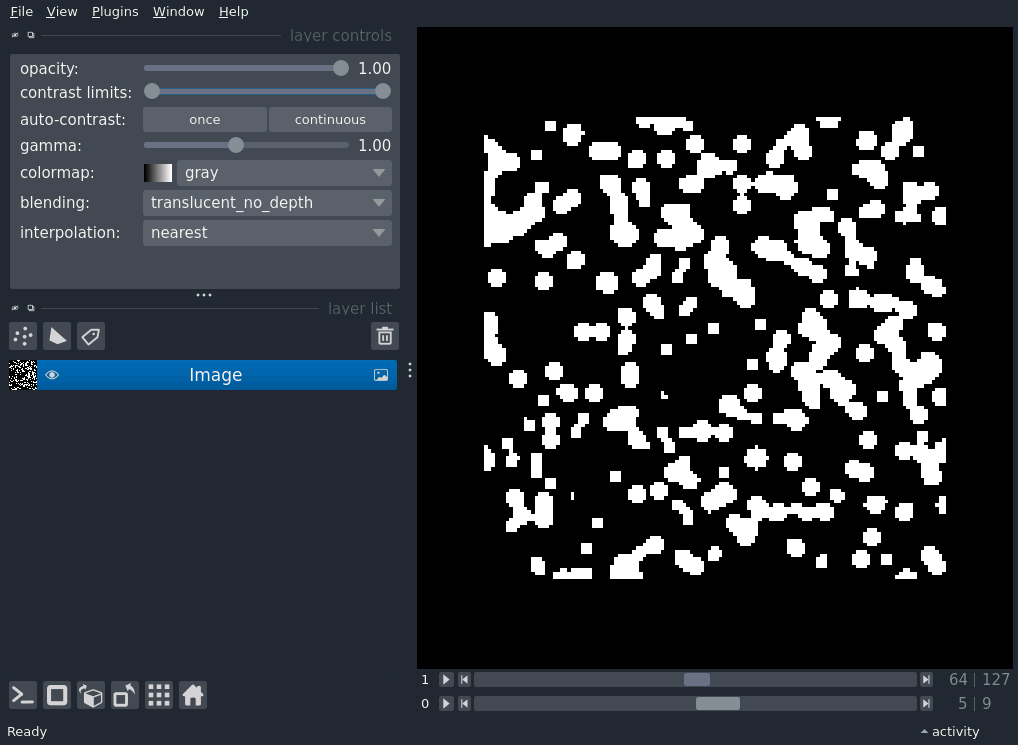 File View Plugins Window Help
layer controls
opacity: 1.00
contrast limits:
auto-contrast: once continuous
gamma: 1.00
colormap: gray
blending: translucent_no_depth
interpolation: nearest
layer list
Image
1 64 | 127
0 5 | 9
Ready activity